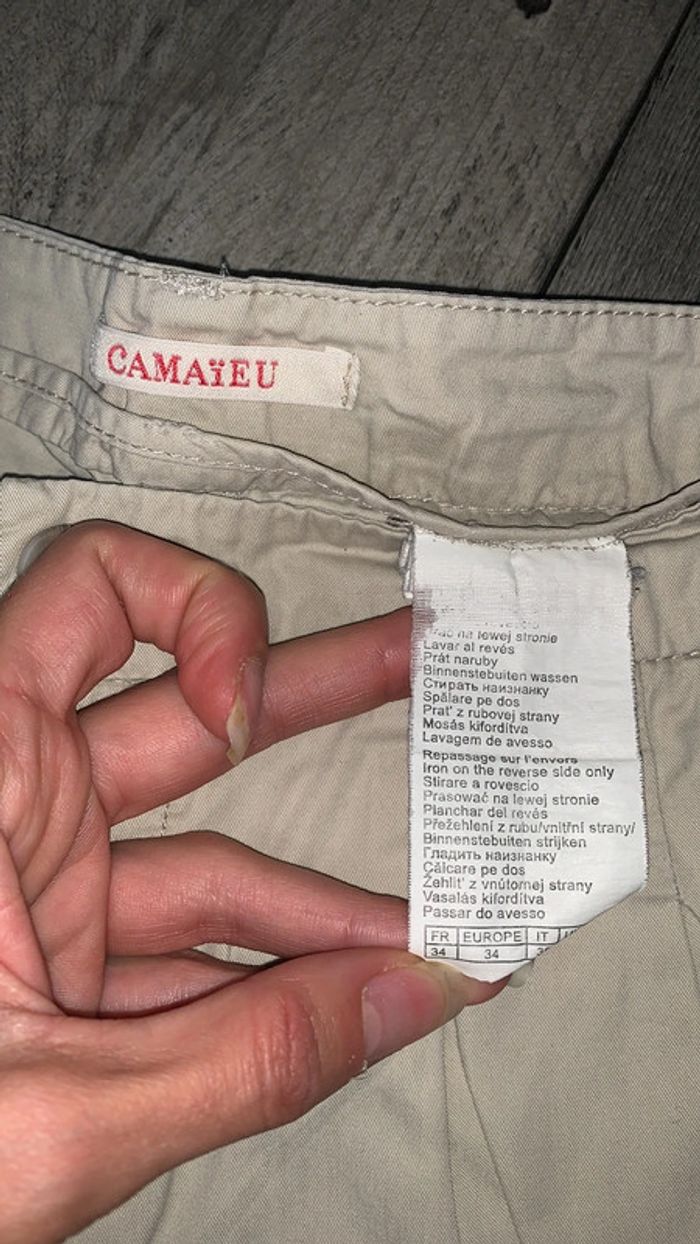 CAMAïEU
na lewej stronie
Lavar al revés
Prát naruby
Binnenstebuiten wassen
Стирать наизнанку
Spălare pe dos
Prat' z rubovej strany
Mosás kifordítva
Lavagem de avesso
Repassage sur l'envers
Iron on the reverse side only
Stirare a rovescio
Prasować na lewej stronie
Planchar del revés
Přežehlení z rubu/vnitřní strany/
Binnenstebuiten strijken
Гладить наизнанку
Călcare pe dos
Žehlit' z vnútornej strany
Vasalás kifordítva
Passar do avesso
FR EUROPE IT
34 34